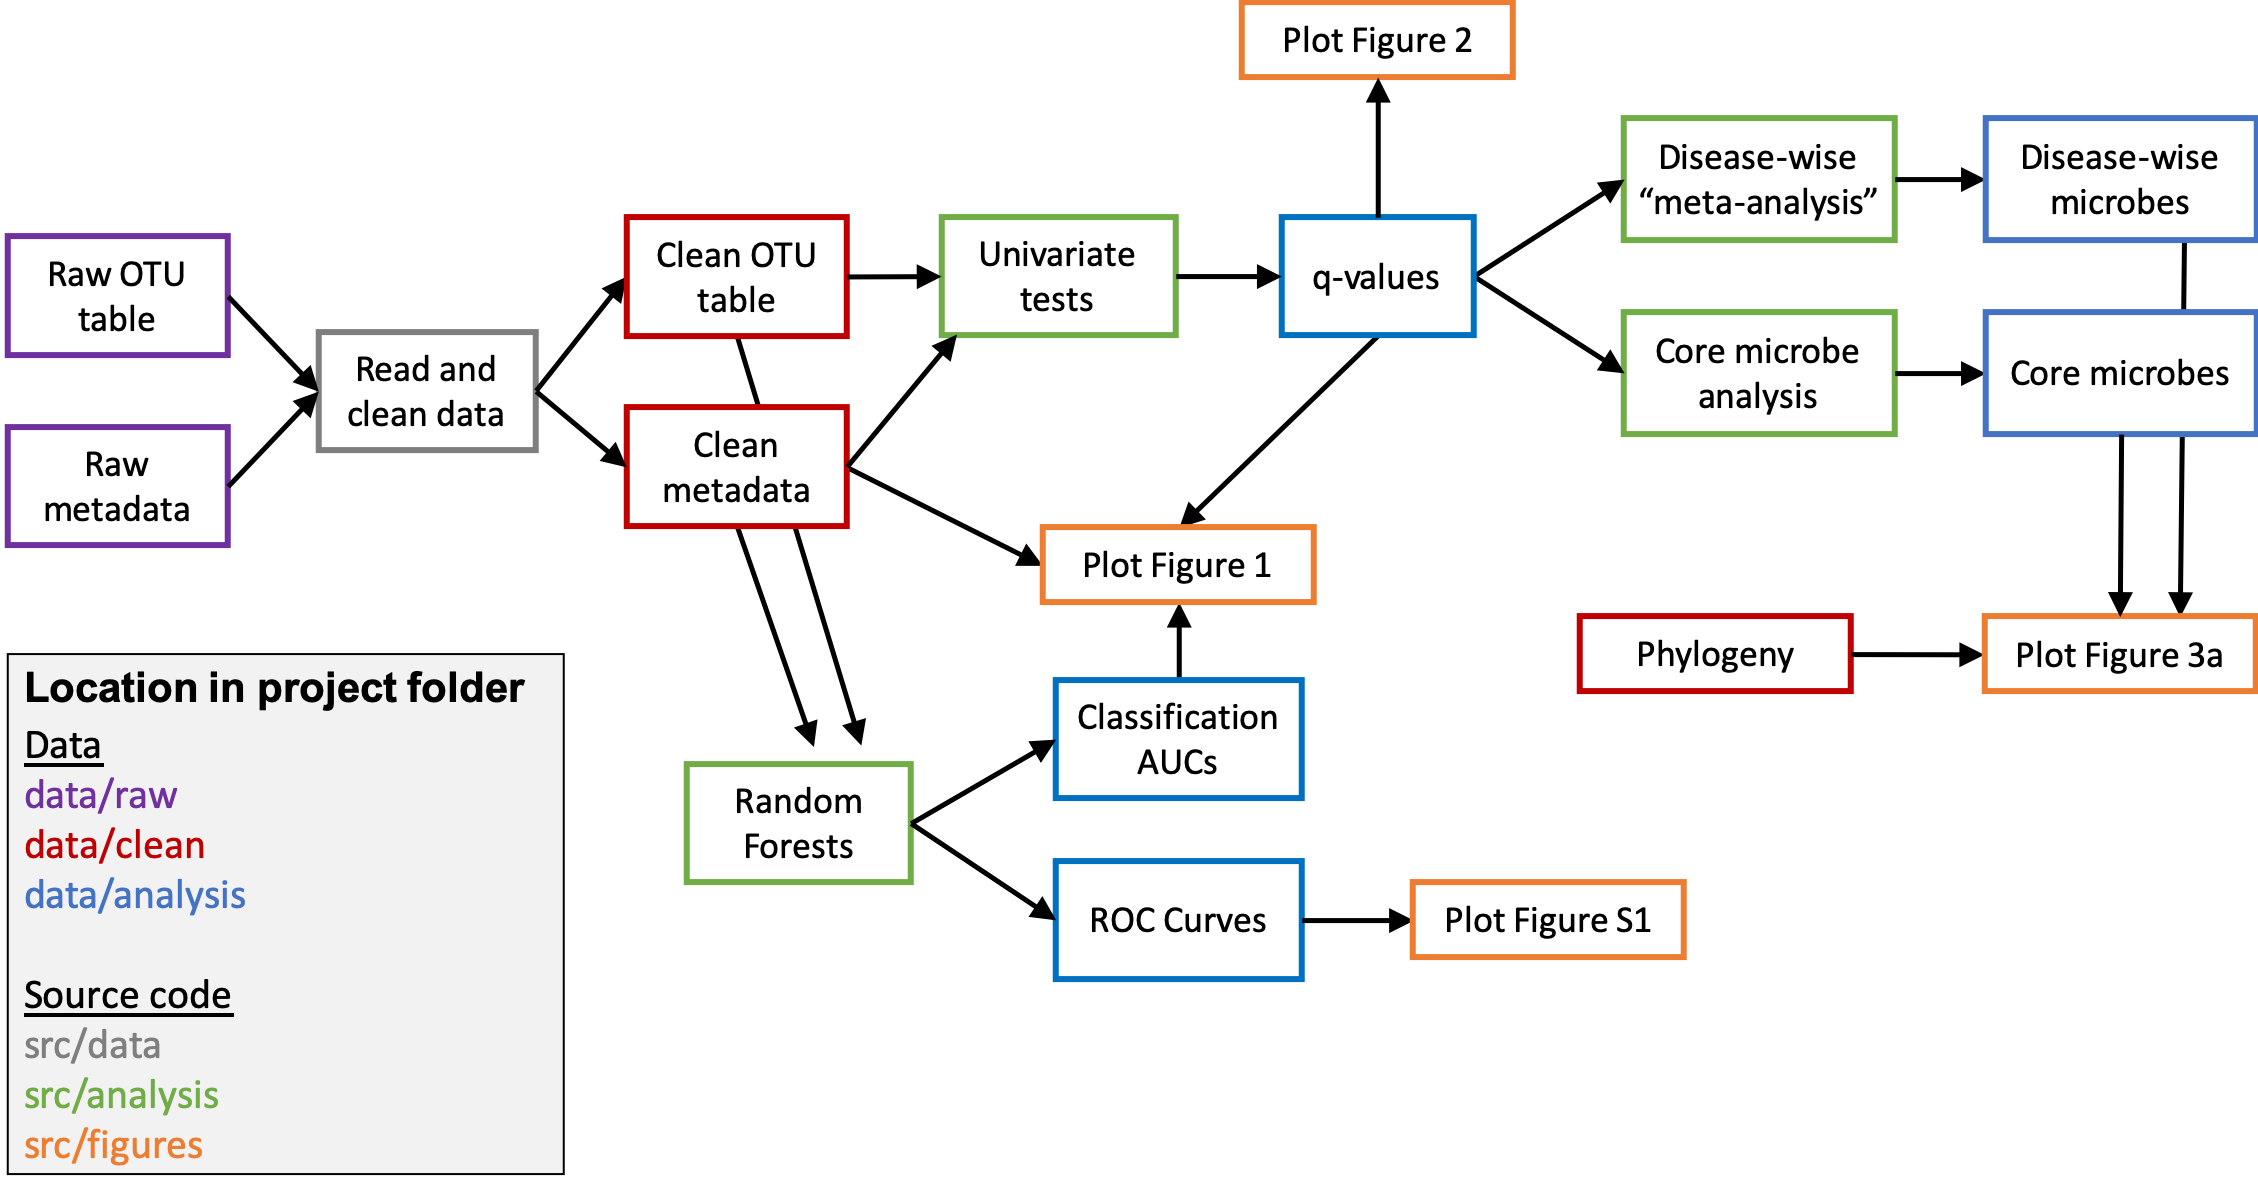 Plot Figure 2
Raw OTU
table
Raw
metadata
Read and
clean data
Clean OTU
table
Clean
metadata
Univariate
tests
q-values
Disease-wise
“meta-analysis”
Disease-wise
microbes
Core microbe
analysis
Core microbes
Plot Figure 1
Phylogeny
Plot Figure 3a
Classification
AUCs
Random
Forests
ROC Curves
Plot Figure S1
Location in project folder
Data
data/raw
data/clean
data/analysis
Source code
src/data
src/analysis
src/figures